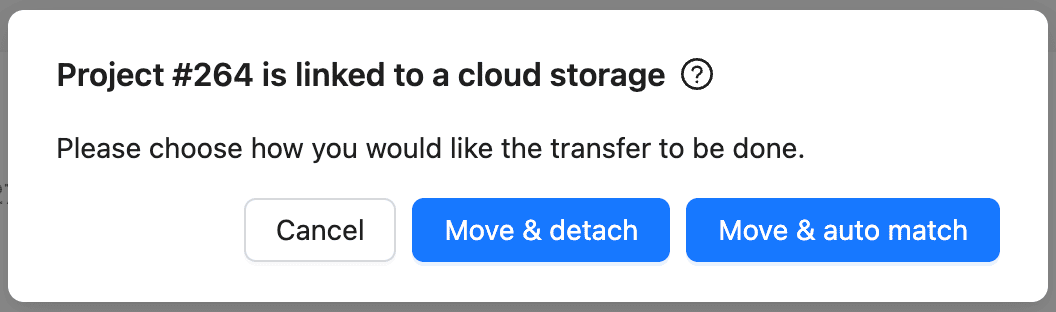 Project #264 is linked to a cloud storage ?
Please choose how you would like the transfer to be done.
Cancel Move & detach Move & auto match